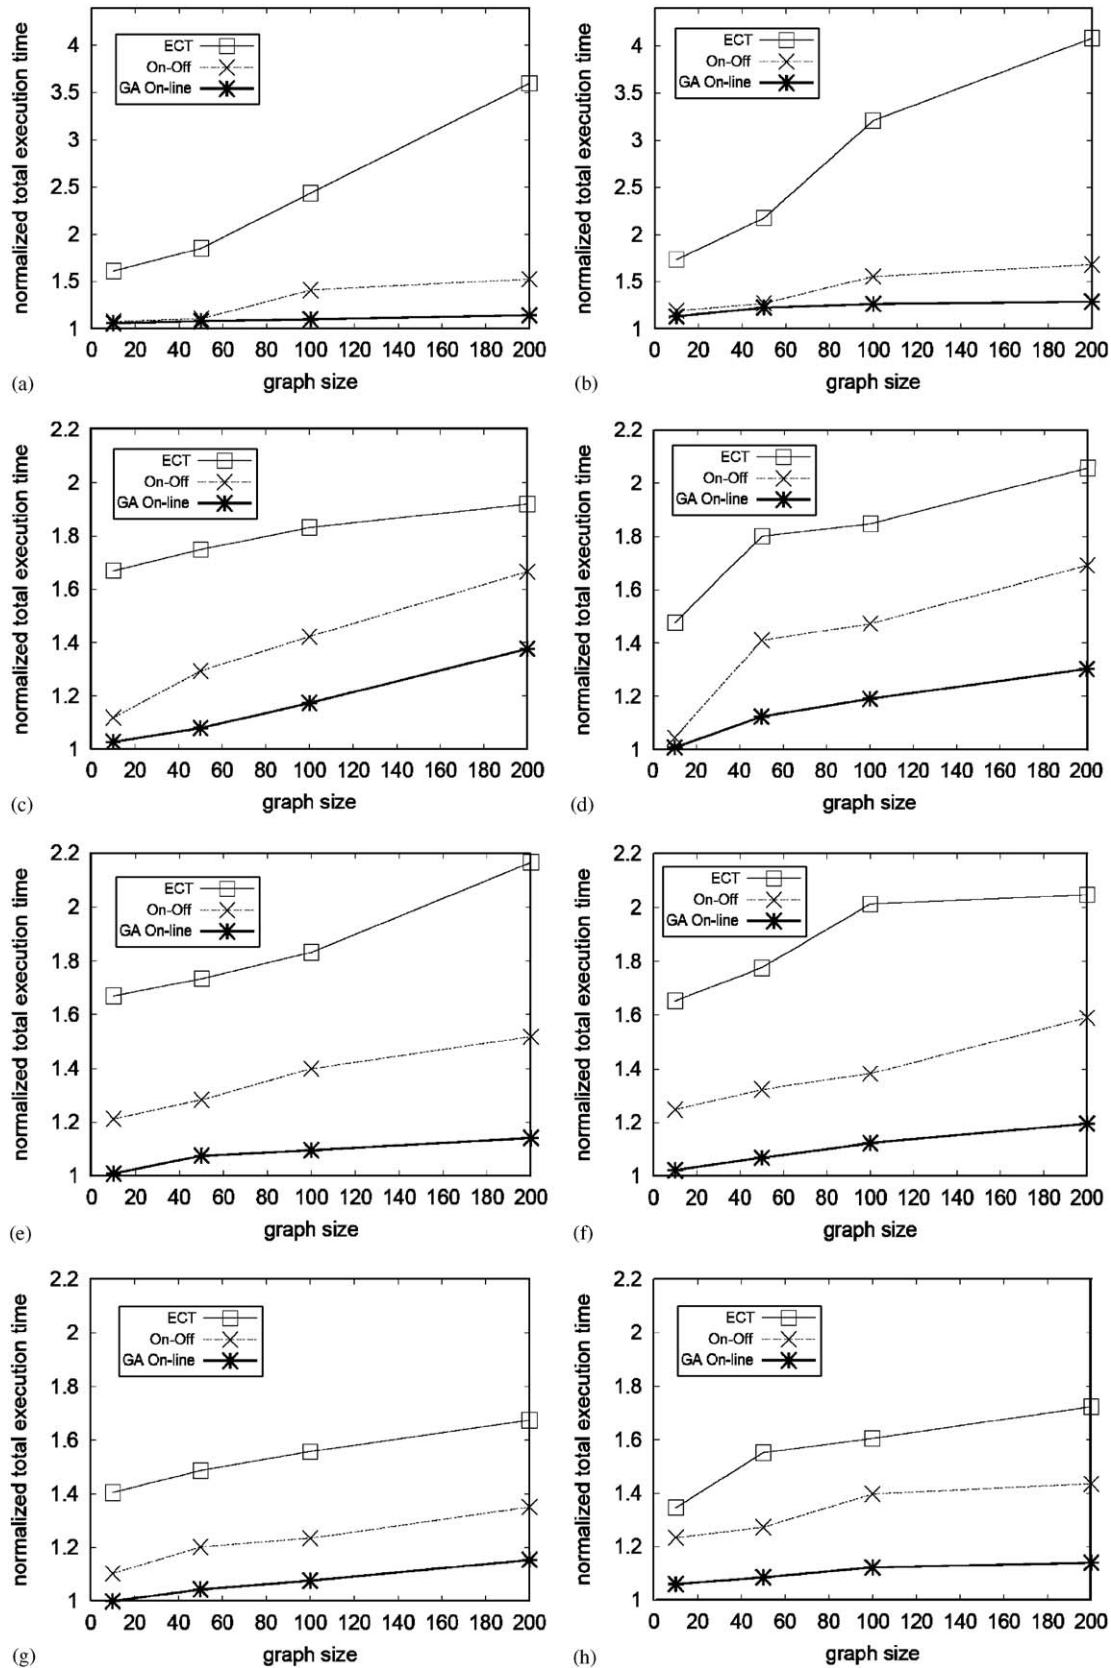 normalized total execution time
4
3.5
3
2.5
2
1.5
1
ECT
On-Off
GA On-line
0 20 40 60 80 100 120 140 160 180 200
graph size
(a)
normalized total execution time
4
3.5
3
2.5
2
1.5
1
ECT
On-Off
GA On-line
0 20 40 60 80 100 120 140 160 180 200
graph size
(b)
normalized total execution time
2.2
2
1.8
1.6
1.4
1.2
1
ECT
On-Off
GA On-line
0 20 40 60 80 100 120 140 160 180 200
graph size
(c)
normalized total execution time
2.2
2
1.8
1.6
1.4
1.2
1
ECT
On-Off
GA On-line
0 20 40 60 80 100 120 140 160 180 200
graph size
(d)
normalized total execution time
2.2
2
1.8
1.6
1.4
1.2
1
ECT
On-Off
GA On-line
0 20 40 60 80 100 120 140 160 180 200
graph size
(e)
normalized total execution time
2.2
2
1.8
1.6
1.4
1.2
1
ECT
On-Off
GA On-line
0 20 40 60 80 100 120 140 160 180 200
graph size
(f)
normalized total execution time
2.2
2
1.8
1.6
1.4
1.2
1
ECT
On-Off
GA On-line
0 20 40 60 80 100 120 140 160 180 200
graph size
(g)
normalized total execution time
2.2
2
1.8
1.6
1.4
1.2
1
ECT
On-Off
GA On-line
0 20 40 60 80 100 120 140 160 180 200
graph size
(h)